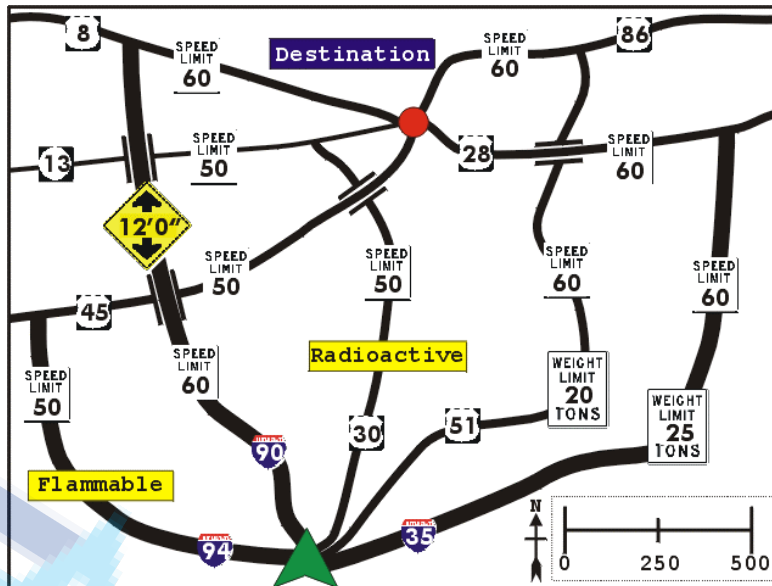 8
SPEED
LIMIT
60
Destination
SPEED
LIMIT
60
86
13
SPEED
LIMIT
50
28
SPEED
LIMIT
60
12'0"
45
SPEED
LIMIT
50
SPEED
LIMIT
50
SPEED
LIMIT
60
SPEED
LIMIT
60
SPEED
LIMIT
50
SPEED
LIMIT
60
Radioactive
WEIGHT
LIMIT
20
TONS
WEIGHT
LIMIT
25
TONS
30
51
90
Flammable
94
35
N
0 250 500